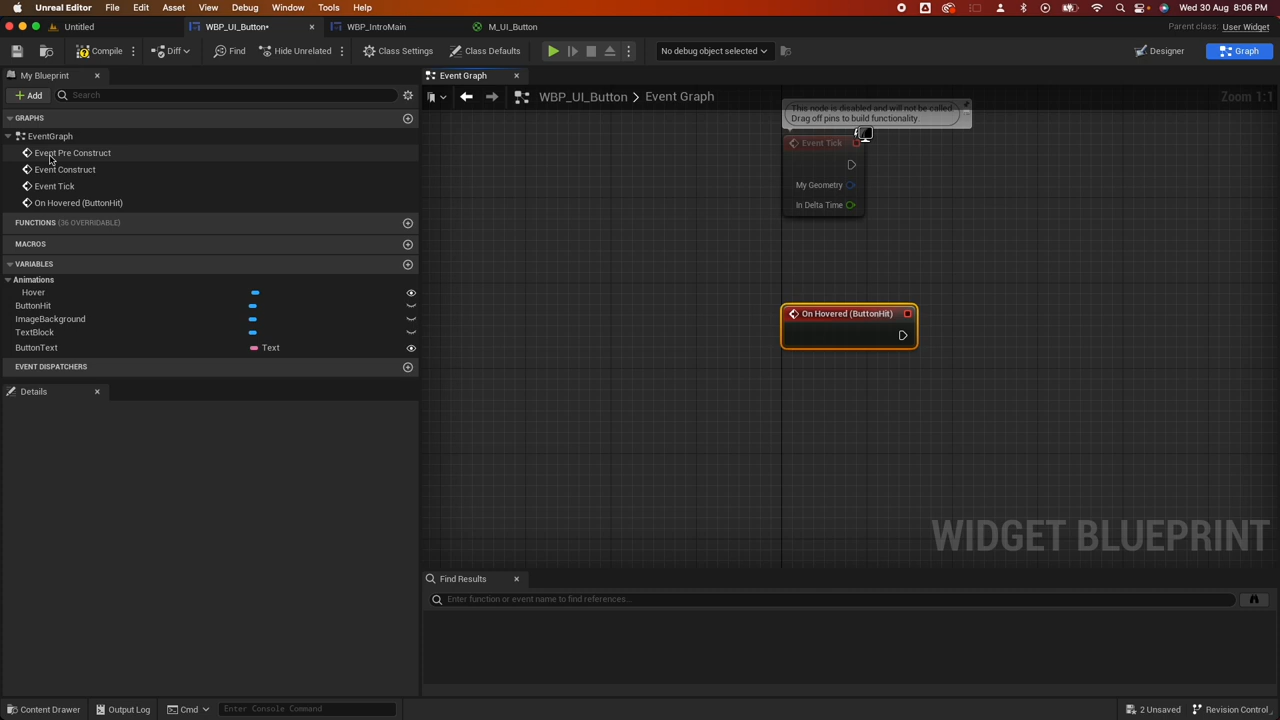 Unreal Editor File Edit Asset View Debug Window Tools Help Wed 30 Aug 8:06 PM
Untitled WBP_UI_Button• WBP_IntroMain M_UI_Button Parent class: User Widget
Compile Diff Find Hide Unrelated Class Settings Class Defaults No debug object selected Designer Graph
My Blueprint Event Graph
+ Add Search WBP_UI_Button > Event Graph Zoom 1:1
GRAPHS
This node is disabled and will not be called.
Drag off pins to build functionality.
EventGraph
Event Pre Construct
Event Construct
Event Tick
On Hovered (ButtonHit)
Event Tick
My Geometry
In Delta Time
FUNCTIONS (36 OVERRIDABLE)
MACROS
VARIABLES
Animations
Hover
ButtonHit
ImageBackground
TextBlock
ButtonText Text
EVENT DISPATCHERS
On Hovered (ButtonHit)
Details
WIDGET BLUEPRINT
Find Results
Enter function or event name to find references...
Content Drawer Output Log Cmd Enter Console Command 2 Unsaved Revision Control